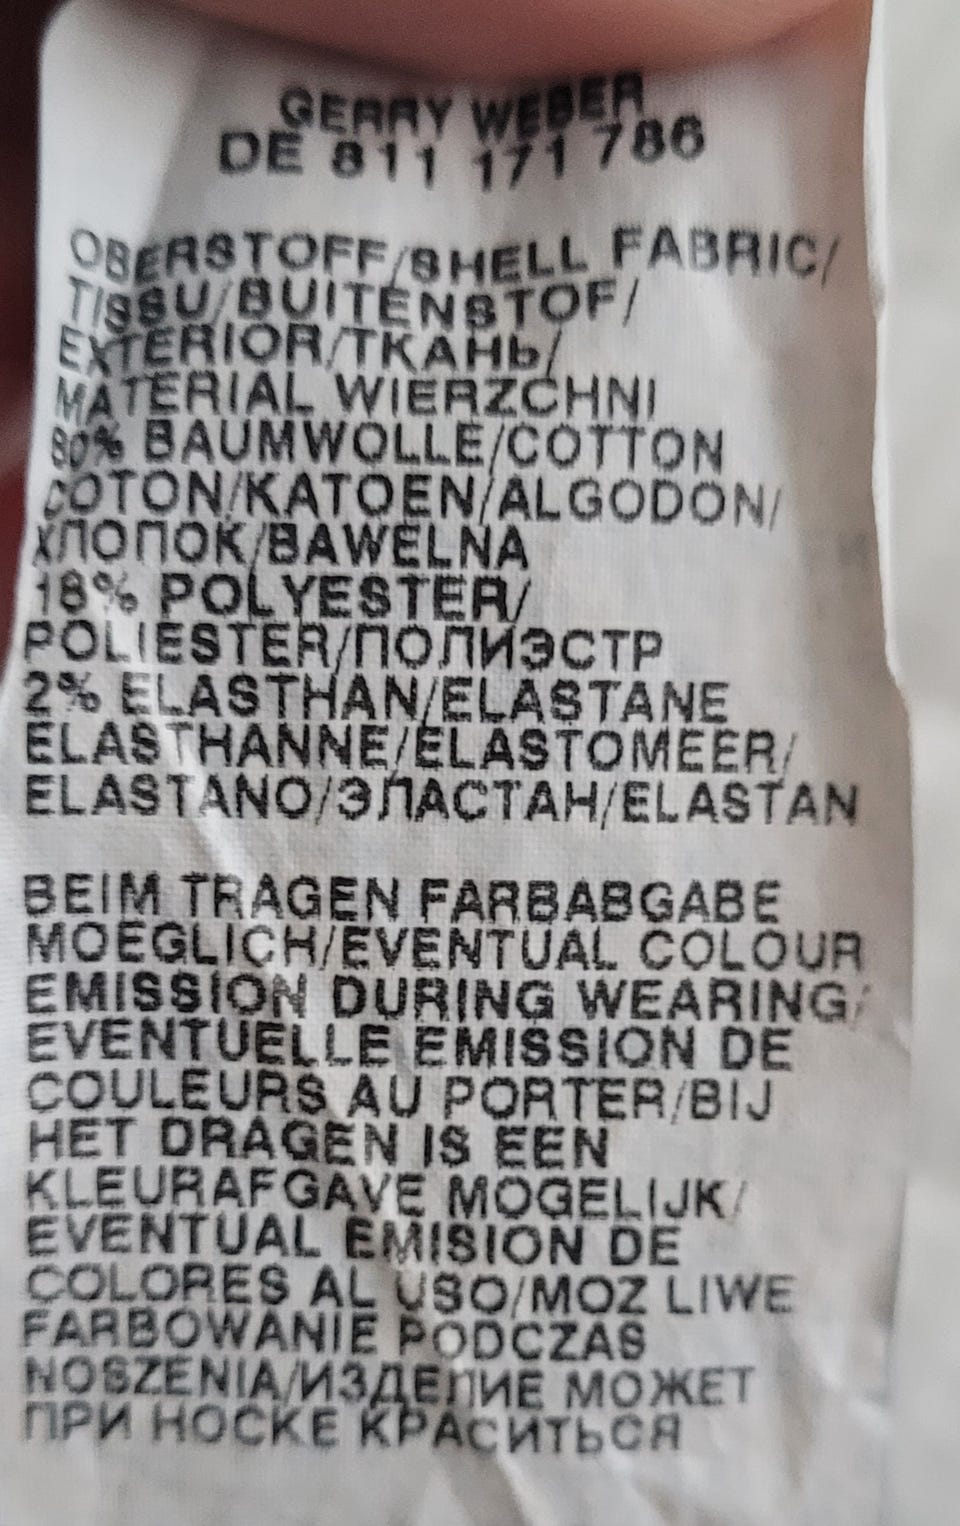 GERRY WEBER
DE 811 171 786
OBERSTOFF/SHELL FABRIC/
TISSU/BUITENSTOF/
EXTERIOR/ТКАНЬ/
MATERIAL WIERZCHNI
80% BAUMWOLLE/COTTON
COTON/KATOEN/ALGODON/
ХЛОПОК/BAWELNA
18% POLYESTER/
POLIESTER/ПОЛИЭСТР
2% ELASTHAN/ELASTANE
ELASTHANNE/ELASTOMEER/
ELASTANO/ЭЛАСТАН/ELASTAN
BEIM TRAGEN FARBABGABE
MOEGLICH/EVENTUAL COLOUR
EMISSION DURING WEARING/
EVENTUELLE EMISSION DE
COULEURS AU PORTER/BIJ
HET DRAGEN IS EEN
KLEURAFGAVE MOGELIJK/
EVENTUAL EMISION DE
COLORES AL USO/MOZ LIWE
FARBOWANIE PODCZAS
NOSZENIA/ИЗДЕЛИЕ МОЖЕТ
ПРИ НОСКЕ КРАСИТЬСЯ